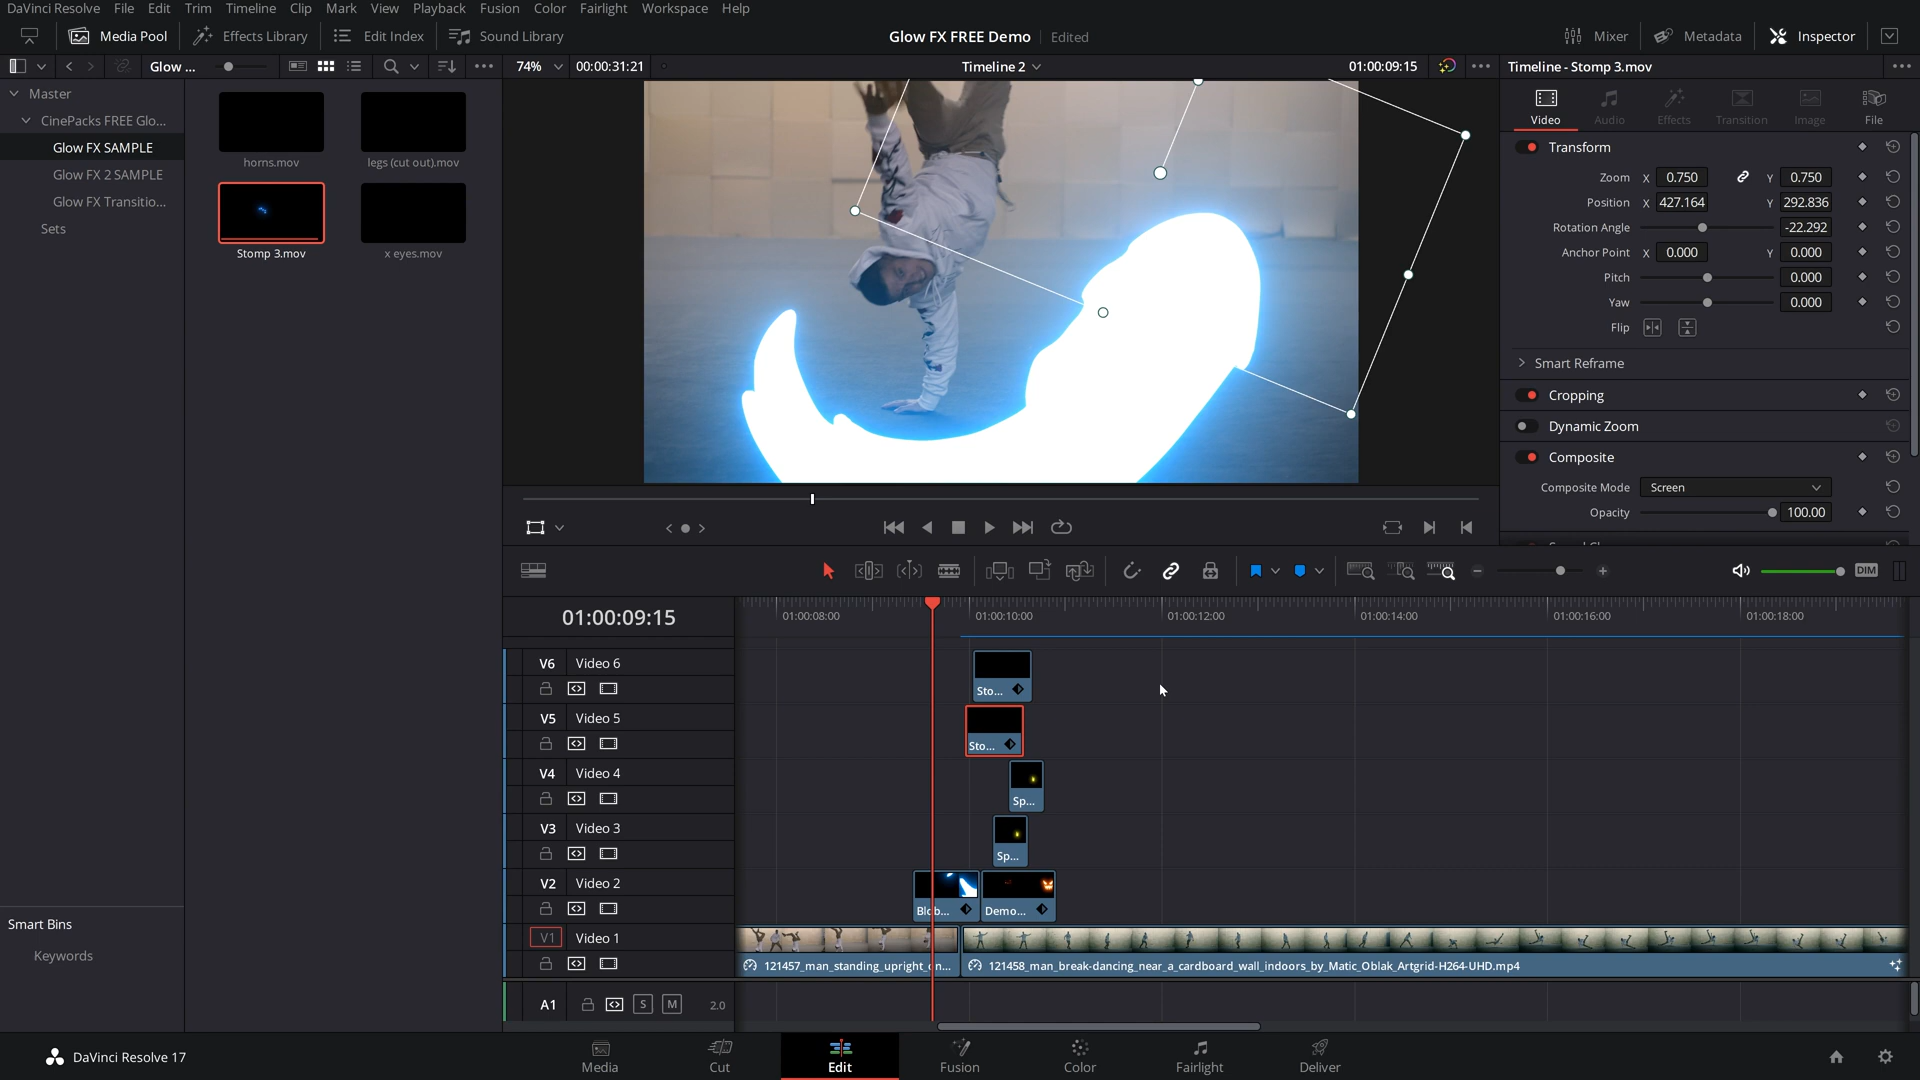 DaVinci Resolve File Edit Trim Timeline Clip Mark View Playback Fusion Color Fairlight Workspace Help
Media Pool Effects Library Edit Index Sound Library Glow FX FREE Demo Edited Mixer Metadata Inspector
Glow ... 74% 00:00:31:21 Timeline 2 01:00:09:15 Timeline - Stomp 3.mov
Master
CinePacks FREE Glo...
Glow FX SAMPLE
Glow FX 2 SAMPLE
Glow FX Transitio...
Sets
horns.mov legs (cut out).mov
Stomp 3.mov x eyes.mov
Video Audio Effects Transition Image File
Transform
Zoom X 0.750 Y 0.750
Position X 427.164 Y 292.836
Rotation Angle -22.292
Anchor Point X 0.000 Y 0.000
Pitch 0.000
Yaw 0.000
Flip
Smart Reframe
Cropping
Dynamic Zoom
Composite
Composite Mode Screen
Opacity 100.00
DIM
01:00:09:15 01:00:08:00 01:00:10:00 01:00:12:00 01:00:14:00 01:00:16:00 01:00:18:00
V6 Video 6
Sto...
V5 Video 5
Sto...
V4 Video 4
Sp...
V3 Video 3
Sp...
V2 Video 2
Blob... Demo...
V1 Video 1
121457_man_standing_upright_on... 121458_man_break-dancing_near_a_cardboard_wall_indoors_by_Matic_Oblak_Artgrid-H264-UHD.mp4
A1 S M 2.0
Smart Bins
Keywords
DaVinci Resolve 17 Media Cut Edit Fusion Color Fairlight Deliver